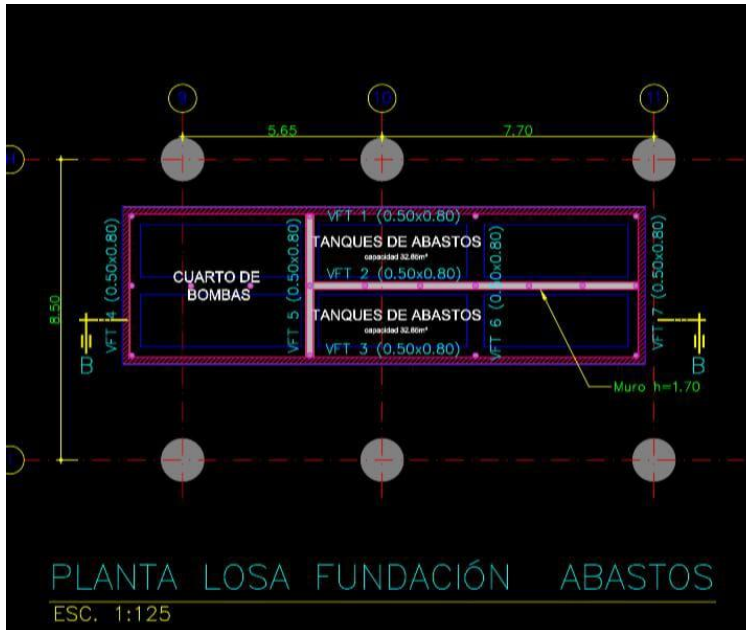 9
10
11
5.65
7.70
VFT 1 (0.50x0.80)
TANQUES DE ABASTOS
capacidad 32.86m³
VFT 2 (0.50x0.80)
CUARTO DE
BOMBAS
TANQUES DE ABASTOS
capacidad 32.86m³
VFT 3 (0.50x0.80)
VFT 4 (0.50x0.80)
VFT 5 (0.50x0.80)
VFT 6 (0.50x0.80)
VFT 7 (0.50x0.80)
8.50
B
B
Muro h=1.70
PLANTA LOSA FUNDACIÓN ABASTOS
ESC. 1:125